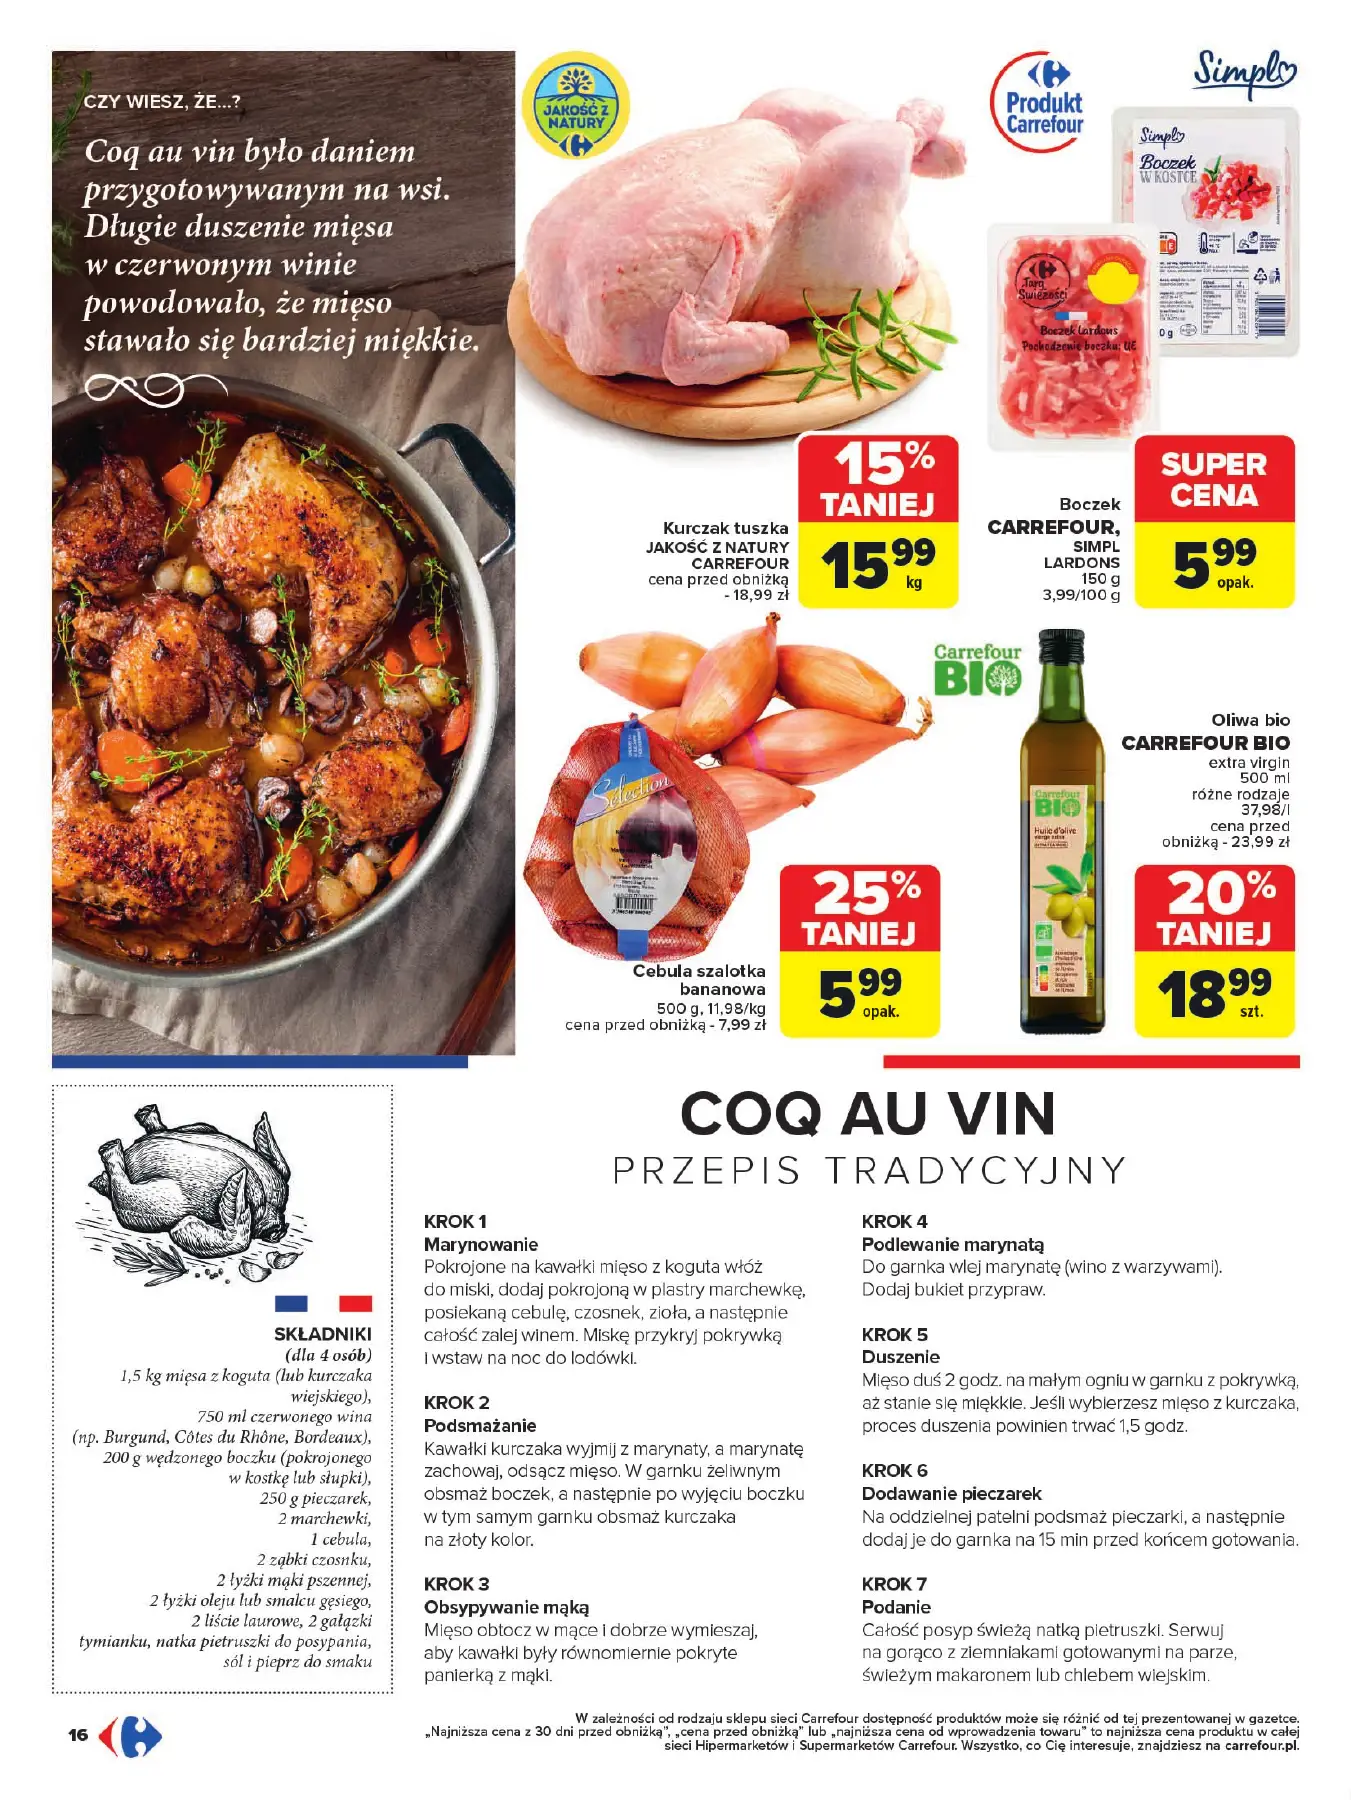 CZY WIESZ, ŻE...?
Coq au vin było daniem
przygotowywanym na wsi.
Długie duszenie mięsa
w czerwonym winie
powodowało, że mięso
stawało się bardziej miękkie.
JAKOŚĆ Z
NATURY
Produkt
Carrefour
Simpl
Simpl
Boczek
W KOSTCE
Targ
Świeżości
Boczek lardons
Pochodzenie boczku: UE
15%
TANIEJ
15 99
kg
Kurczak tuszka
JAKOŚĆ Z NATURY
CARREFOUR
cena przed obniżką
- 18,99 zł
Boczek
CARREFOUR,
SIMPL
LARDONS
150 g
3,99/100 g
SUPER
CENA
5 99
opak.
Selection
Cebula szalotka
bananowa
500 g, 11,98/kg
cena przed obniżką - 7,99 zł
25%
TANIEJ
5 99
opak.
Carrefour
BIO
Carrefour
BIO
Huile d'olive
Oliwa bio
CARREFOUR BIO
extra virgin
500 ml
różne rodzaje
37,98/l
cena przed
obniżką - 23,99 zł
20%
TANIEJ
18 99
szt.
COQ AU VIN
PRZEPIS TRADYCYJNY
SKŁADNIKI
(dla 4 osób)
1,5 kg mięsa z koguta (lub kurczaka
wiejskiego),
750 ml czerwonego wina
(np. Burgund, Côtes du Rhône, Bordeaux),
200 g wędzonego boczku (pokrojonego
w kostkę lub słupki),
250 g pieczarek,
2 marchewki,
1 cebula,
2 ząbki czosnku,
2 łyżki mąki pszennej,
2 łyżki oleju lub smalcu gęsiego,
2 liście laurowe, 2 gałązki
tymianku, natka pietruszki do posypania,
sól i pieprz do smaku
KROK 1
Marynowanie
Pokrojone na kawałki mięso z koguta włóż
do miski, dodaj pokrojoną w plastry marchewkę,
posiekaną cebulę, czosnek, zioła, a następnie
całość zalej winem. Miskę przykryj pokrywką
i wstaw na noc do lodówki.
KROK 2
Podsmażanie
Kawałki kurczaka wyjmij z marynaty, a marynatę
zachowaj, odsącz mięso. W garnku żeliwnym
obsmaż boczek, a następnie po wyjęciu boczku
w tym samym garnku obsmaż kurczaka
na złoty kolor.
KROK 3
Obsypywanie mąką
Mięso obtocz w mące i dobrze wymieszaj,
aby kawałki były równomiernie pokryte
panierką z mąki.
KROK 4
Podlewanie marynatą
Do garnka wlej marynatę (wino z warzywami).
Dodaj bukiet przypraw.
KROK 5
Duszenie
Mięso duś 2 godz. na małym ogniu w garnku z pokrywką,
aż stanie się miękkie. Jeśli wybierzesz mięso z kurczaka,
proces duszenia powinien trwać 1,5 godz.
KROK 6
Dodawanie pieczarek
Na oddzielnej patelni podsmaż pieczarki, a następnie
dodaj je do garnka na 15 min przed końcem gotowania.
KROK 7
Podanie
Całość posyp świeżą natką pietruszki. Serwuj
na gorąco z ziemniakami gotowanymi na parze,
świeżym makaronem lub chlebem wiejskim.
16
W zależności od rodzaju sklepu sieci Carrefour dostępność produktów może się różnić od tej prezentowanej w gazetce.
„Najniższa cena z 30 dni przed obniżką”, „cena przed obniżką” lub „najniższa cena od wprowadzenia towaru” to najniższa cena produktu w całej
sieci Hipermarketów i Supermarketów Carrefour. Wszystko, co Cię interesuje, znajdziesz na carrefour.pl.